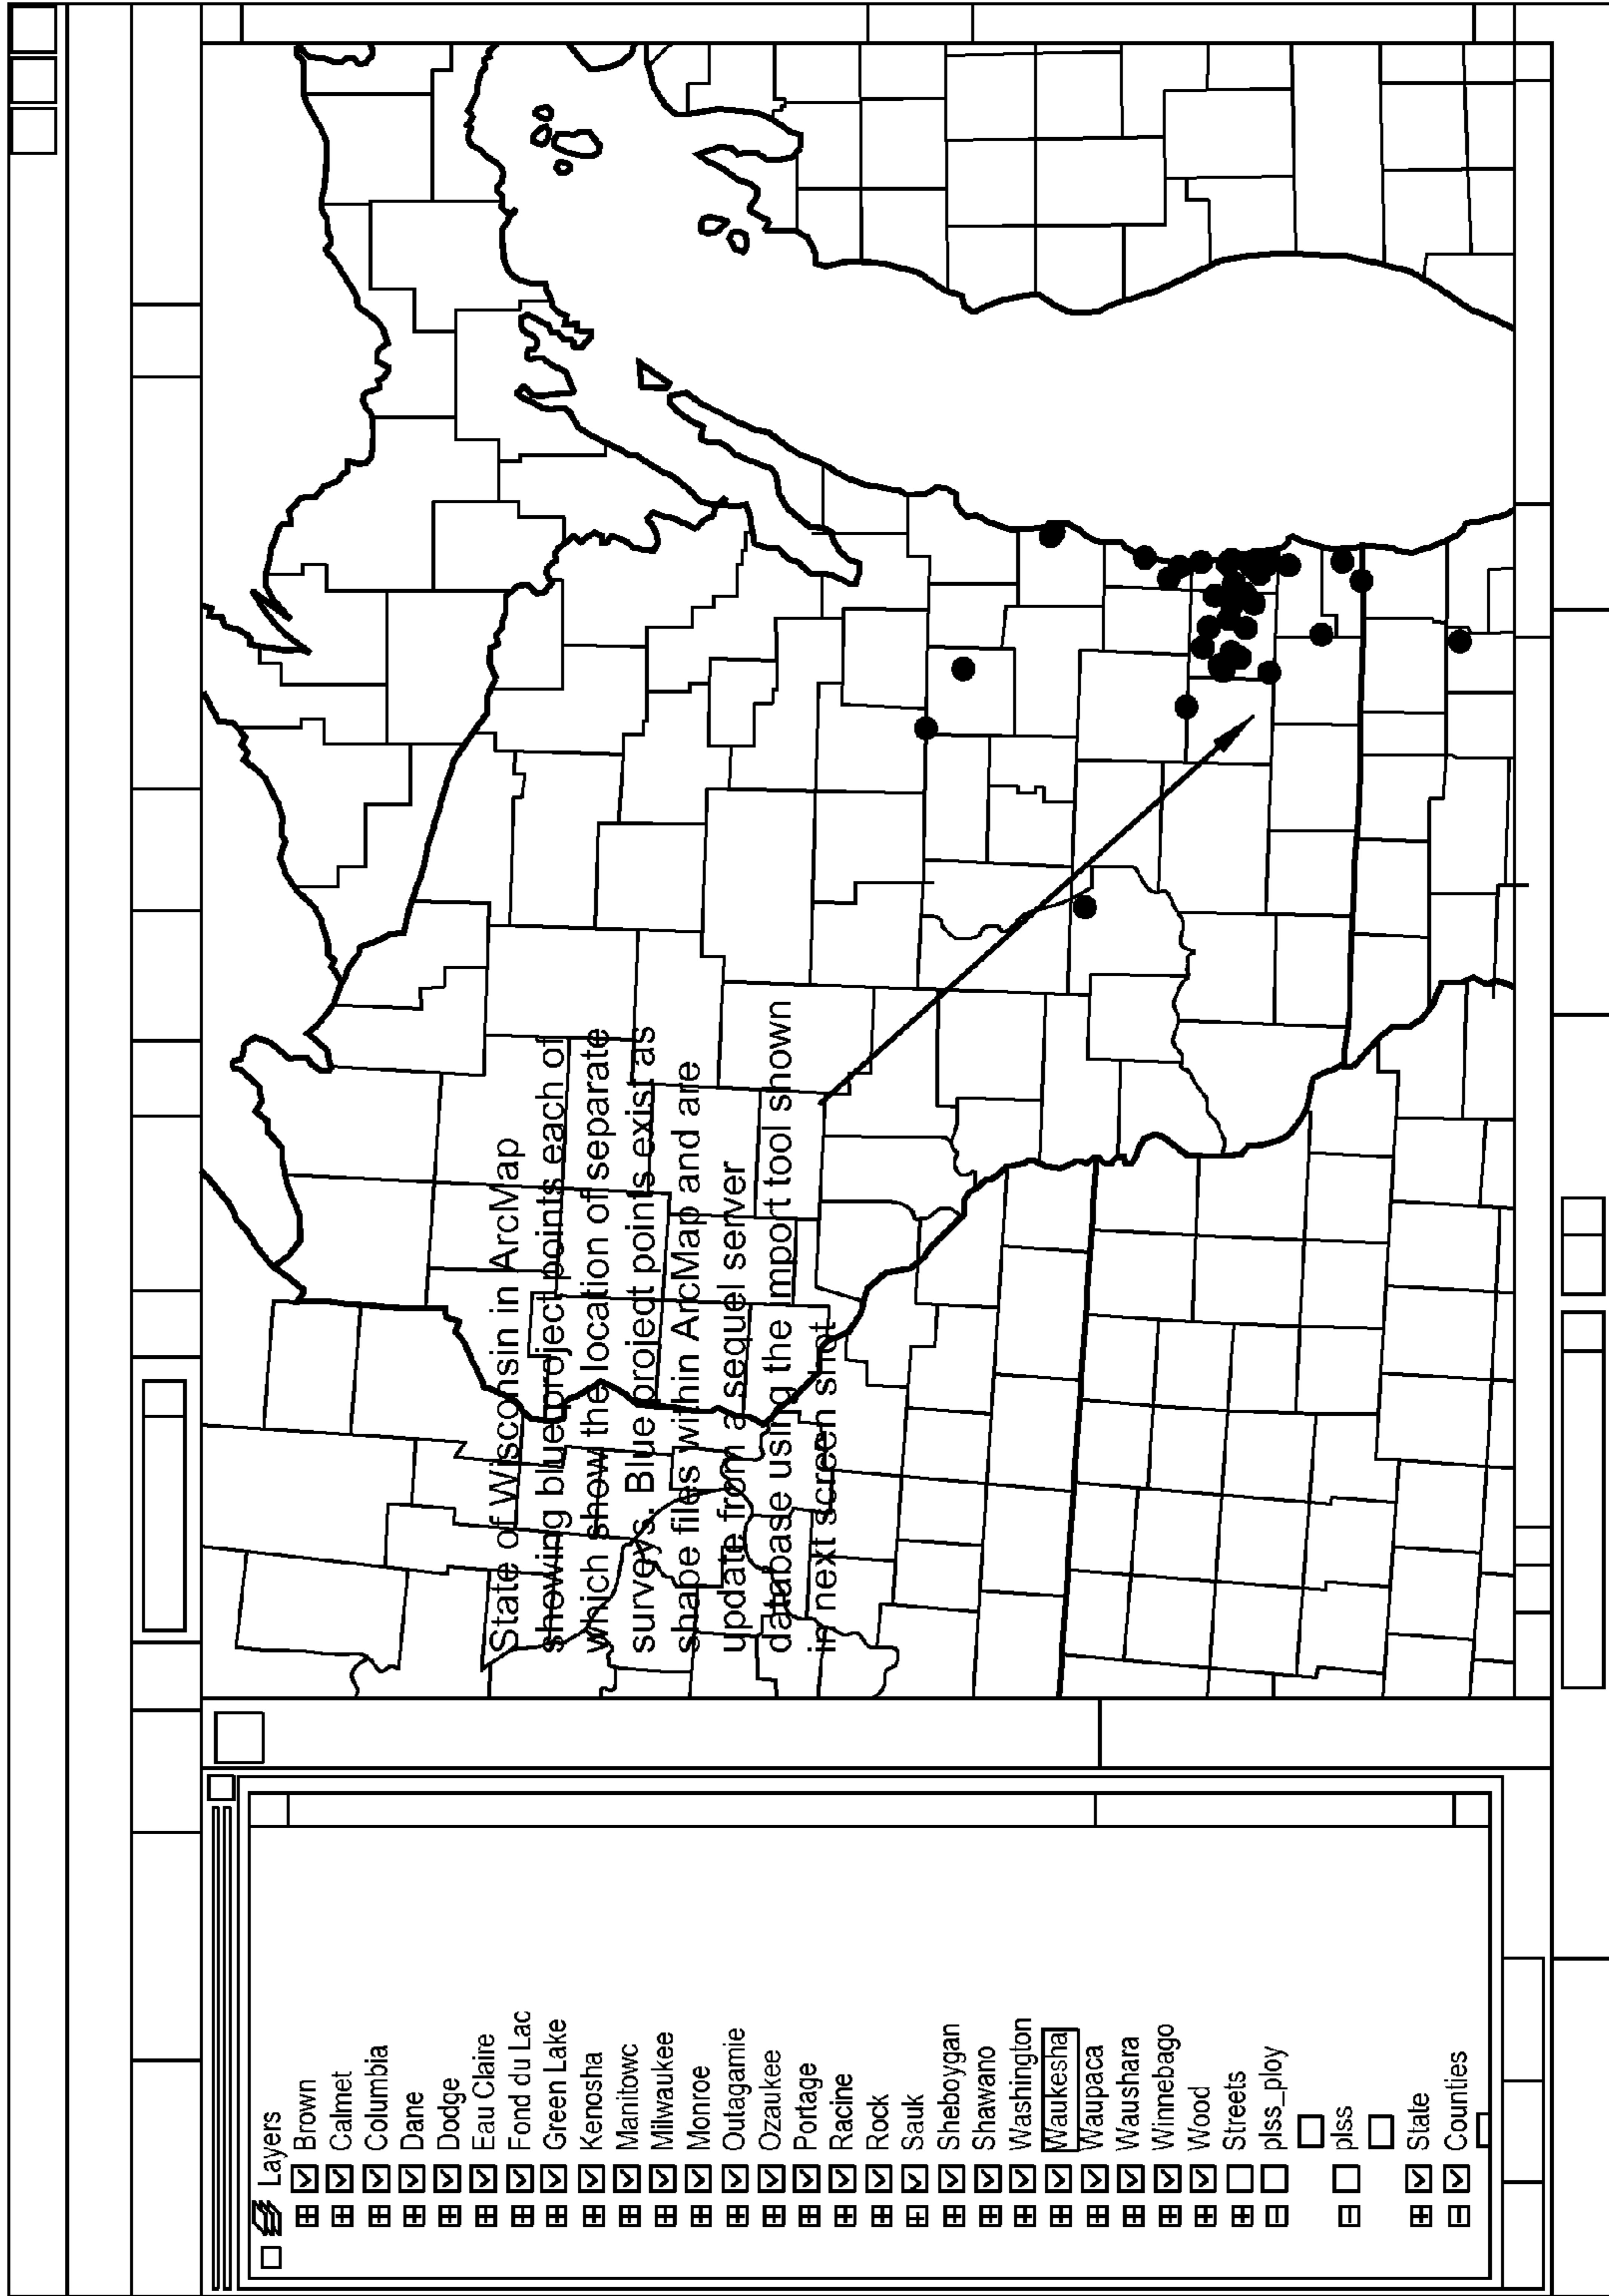 Layers
Brown
Calmet
Columbia
Dane
Dodge
Eau Claire
Fond du Lac
Green Lake
Kenosha
Manitowc
Milwaukee
Monroe
Outagamie
Ozaukee
Portage
Racine
Rock
Sauk
Sheboygan
Shawano
Washington
Waukesha
Waupaca
Waushara
Winnebago
Wood
Streets
plss_ploy
plss
State
Counties
State of Wisconsin in ArcMap
showing blue project points each of
which show the location of separate
surveys. Blue project points exist as
shape files within ArcMap and are
update from a sequel server
database using the import tool shown
in next screen shot